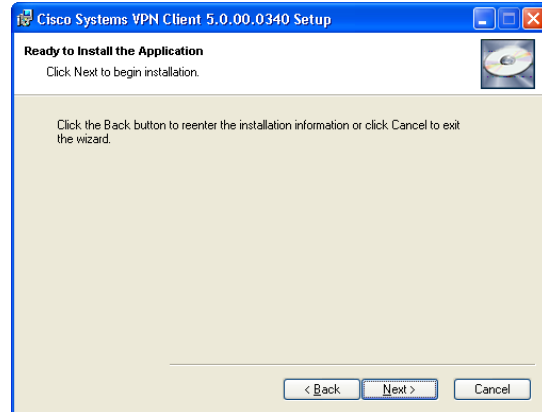 Cisco Systems VPN Client 5.0.00.0340 Setup
Ready to Install the Application
Click Next to begin installation.
Click the Back button to reenter the installation information or click Cancel to exit
the wizard.
< Back Next > Cancel